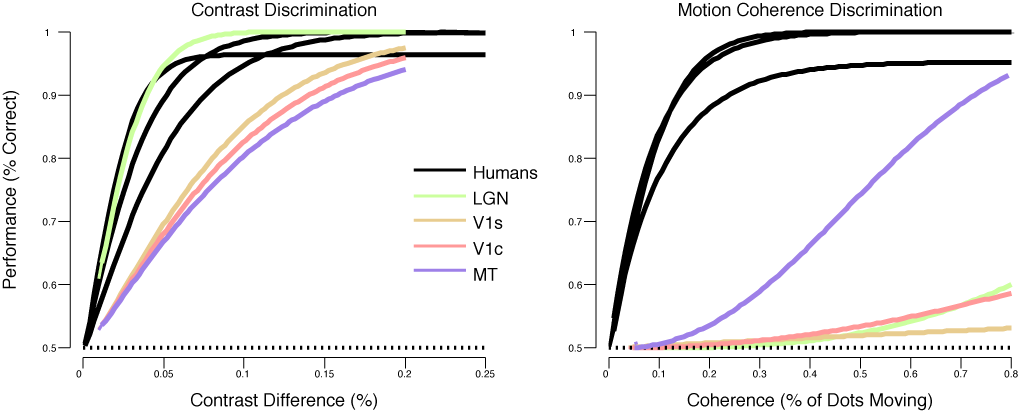 Contrast Discrimination
Motion Coherence Discrimination
Performance (% Correct)
1
0.9
0.8
0.7
0.6
0.5
0
0.05
0.1
0.15
0.2
0.25
Contrast Difference (%)
Humans
LGN
V1s
V1c
MT
1
0.9
0.8
0.7
0.6
0.5
0
0.1
0.2
0.3
0.4
0.5
0.6
0.7
0.8
Coherence (% of Dots Moving)